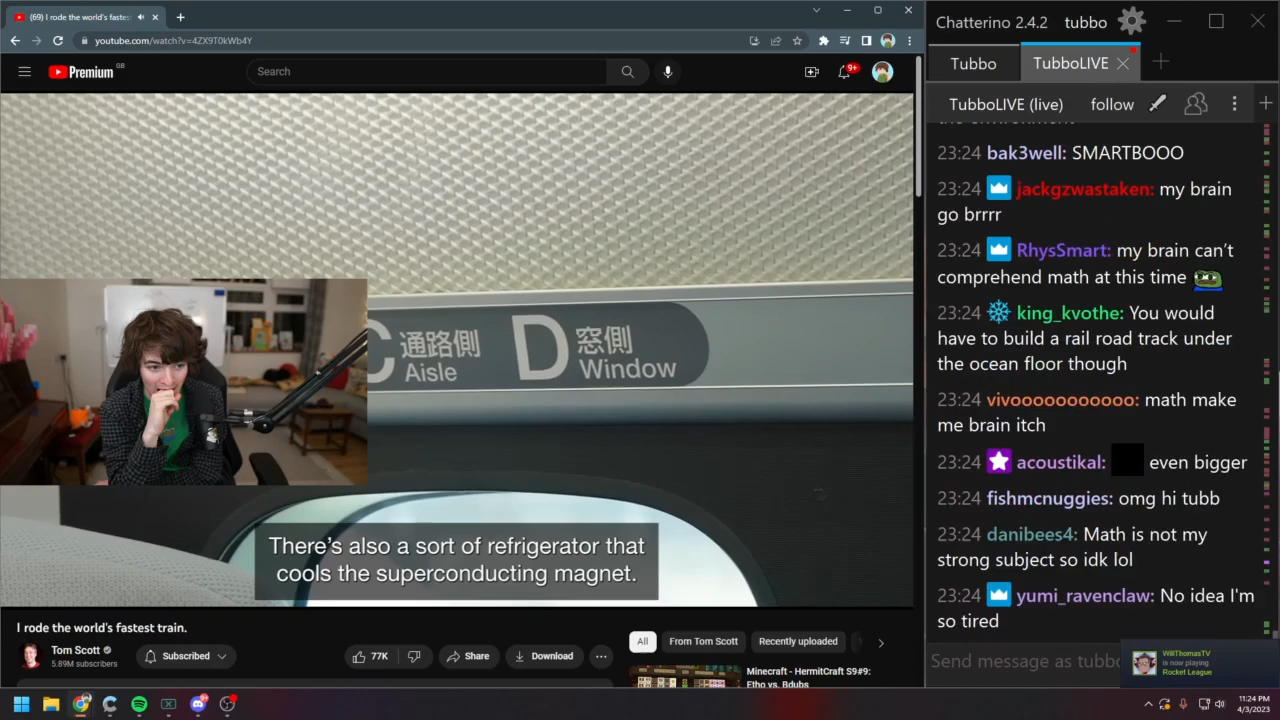 (69) I rode the world's fastes
youtube.com/watch?v=4ZX9T0kWb4Y
Premium GB
Search
9+
C 通路側 Aisle D 窓側 Window
There's also a sort of refrigerator that
cools the superconducting magnet.
I rode the world's fastest train.
Tom Scott
5.89M subscribers
Subscribed
77K
Share
Download
All
From Tom Scott
Recently uploaded
Minecraft - HermitCraft S9#9:
Etho vs. Bdubs
Chatterino 2.4.2 tubbo
Tubbo
TubboLIVE
TubboLIVE (live) follow
the environment
23:24 bak3well: SMARTBOOO
23:24 jackgzwastaken: my brain
go brrrr
23:24 RhysSmart: my brain can't
comprehend math at this time
23:24 king_kvothe: You would
have to build a rail road track under
the ocean floor though
23:24 vivooooooooooo: math make
me brain itch
23:24 acoustikal: even bigger
23:24 fishmcnuggies: omg hi tubb
23:24 danibees4: Math is not my
strong subject so idk lol
23:24 yumi_ravenclaw: No idea I'm
so tired
Send message as tubbo
WillThomasTV
is now playing
Rocket League
11:24 PM
4/3/2023